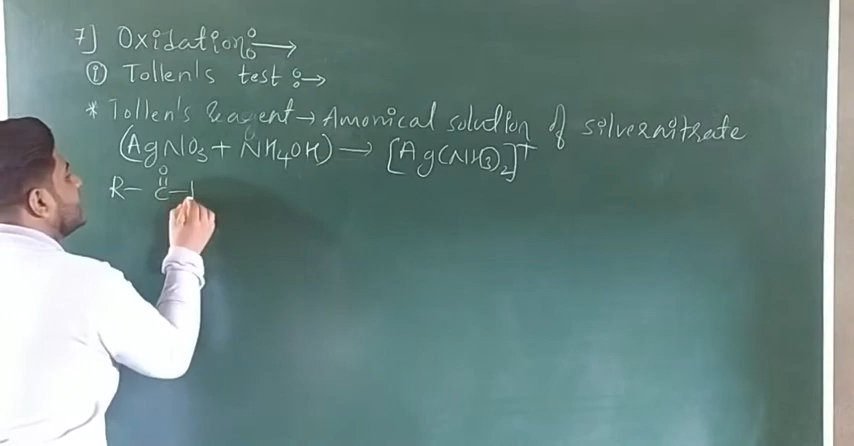 7] Oxidation:→
① Tollen's test :→
* Tollen's Reagent → Amonical solution of silvernitrate
(AgNO3 + NH4OH) → [Ag(NH3)2]+
O
||
R - C -